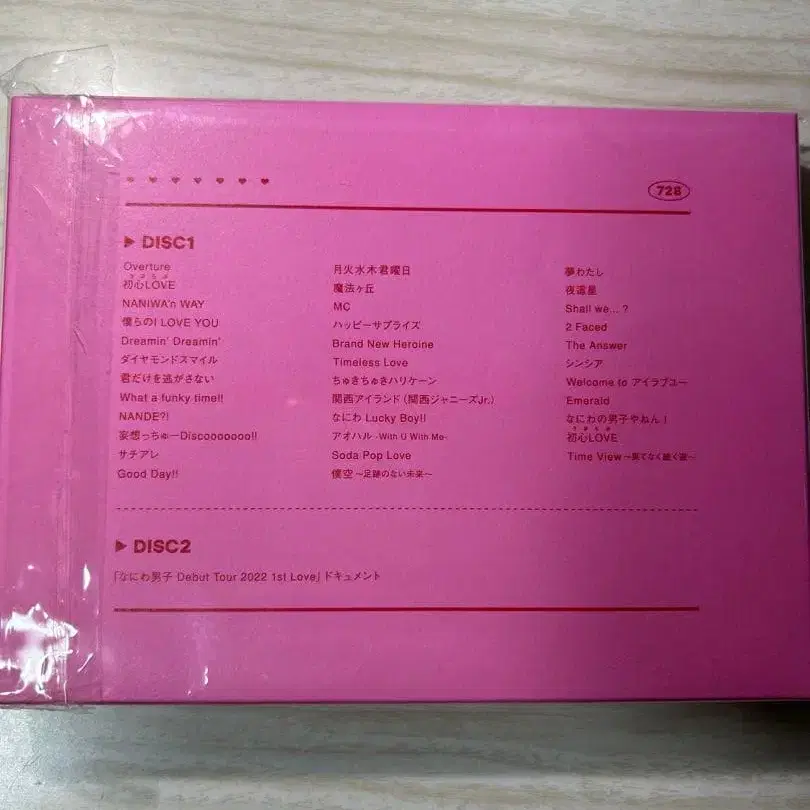 728
▶ DISC1
Overture
うぶらぶ
初心LOVE
NANIWA'n WAY
僕らのI LOVE YOU
Dreamin' Dreamin'
ダイヤモンドスマイル
君だけを逃がさない
What a funky time!!
NANDE?!
妄想っちゅーDiscooooooo!!
サチアレ
Good Day!!
月火水木君曜日
魔法ヶ丘
MC
ハッピーサプライズ
Brand New Heroine
Timeless Love
ちゅきちゅきハリケーン
関西アイランド（関西ジャニーズJr.）
なにわ Lucky Boy!!
アオハル -With U With Me-
Soda Pop Love
僕空 〜足跡のない未来〜
夢わたし
夜這星
Shall we... ?
2 Faced
The Answer
シンシア
Welcome to アイラブユー
Emerald
なにわの男子やねん！
うぶらぶ
初心LOVE
Time View 〜果てなく続く道〜
▶ DISC2
「なにわ男子 Debut Tour 2022 1st Love」ドキュメント